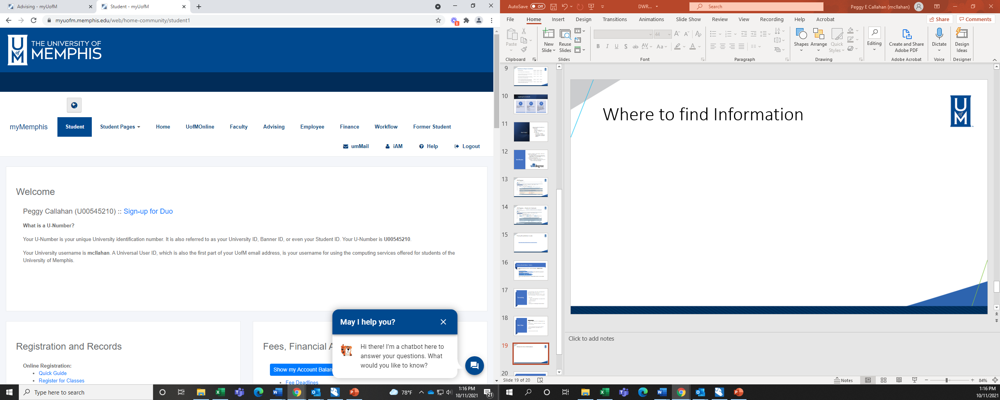 Advising - myUofM
Student - myUofM
myuofm.memphis.edu/web/home-community/student1
1
THE UNIVERSITY OF
MEMPHIS
U of M
myMemphis
Student
Student Pages
Home
UofMOnline
Faculty
Advising
Employee
Finance
Workflow
Former Student
umMail
iAM
Help
Logout
Welcome
Peggy Callahan (U00545210) :: Sign-up for Duo
What is a U-Number?
Your U-Number is your unique University identification number. It is also referred to as your University ID, Banner ID, or even your Student ID. Your U-Number is U00545210.
Your University username is mcllahan. A Universal User ID, which is also the first part of your UofM email address, is your username for using the computing services offered for students of the
University of Memphis.
Registration and Records
Online Registration:
Quick Guide
Register for Classes
Fees, Financial A
Show my Account Balan
Fee Deadlines
May I help you?
Hi there! I'm a chatbot here to
answer your questions. What
would you like to know?
Type here to search
78°F
1:16 PM
10/11/2021
21
AutoSave Off
DWR...
Search
Peggy E Callahan (mcllahan)
File
Home
Insert
Design
Transitions
Animations
Slide Show
Review
View
Recording
Help
Acrobat
Share
Comments
Paste
New
Slide
Reuse
Slides
44
Shapes
Arrange
Quick
Styles
Editing
Create and Share
Adobe PDF
Dictate
Design
Ideas
Clipboard
Slides
Font
Paragraph
Drawing
Adobe Acrobat
Voice
Designer
9
10
11
12
Certificates
uMdegree
13
14
15
16
17
18
19
20
Where to find Information
U of M
Click to add notes
Slide 19 of 20
Notes
84%
1:16 PM
10/11/2021